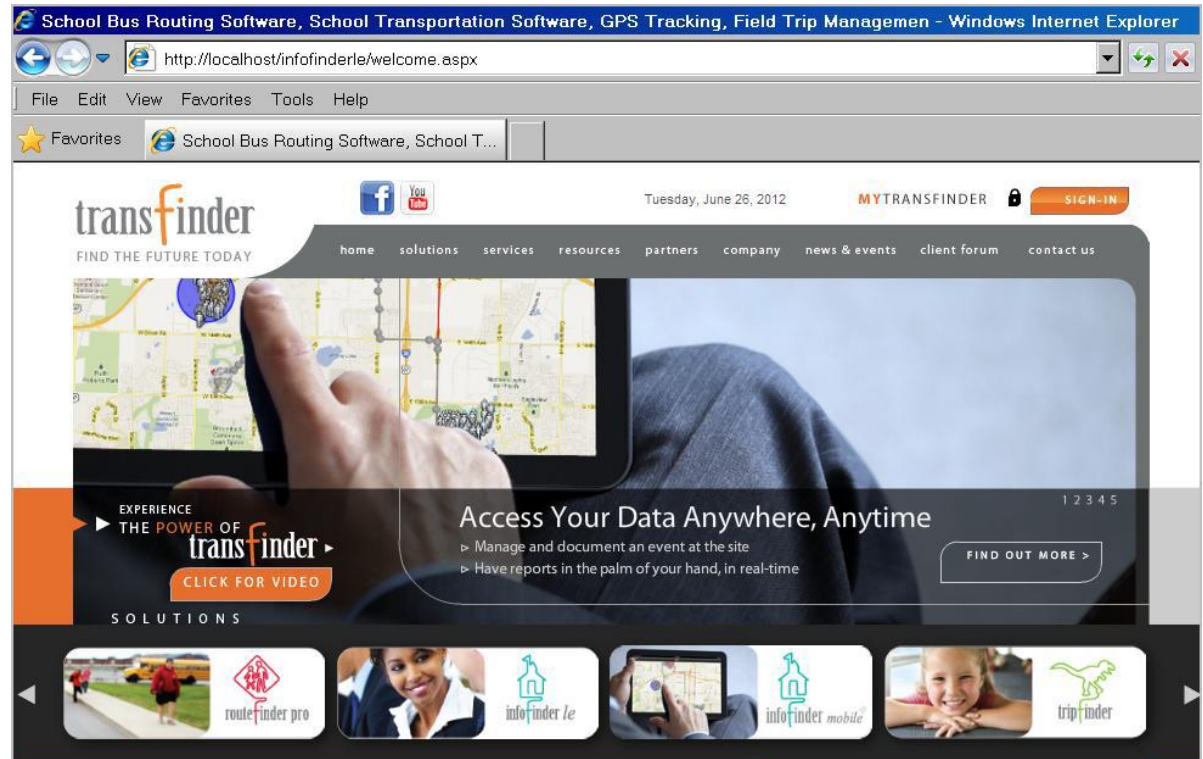 School Bus Routing Software, School Transportation Software, GPS Tracking, Field Trip Managemen - Windows Internet Explorer
http://localhost/infofinderle/welcome.aspx
File Edit View Favorites Tools Help
Favorites School Bus Routing Software, School T...
transfinder
FIND THE FUTURE TODAY
f You Tube
Tuesday, June 26, 2012
MYTRANSFINDER
SIGN-IN
home solutions services resources partners company news & events client forum contact us
1 2 3 4 5
EXPERIENCE
THE POWER OF
transfinder
CLICK FOR VIDEO
Access Your Data Anywhere, Anytime
Manage and document an event at the site
Have reports in the palm of your hand, in real-time
FIND OUT MORE >
SOLUTIONS
routefinder pro
infofinder le
infofinder mobile
tripfinder